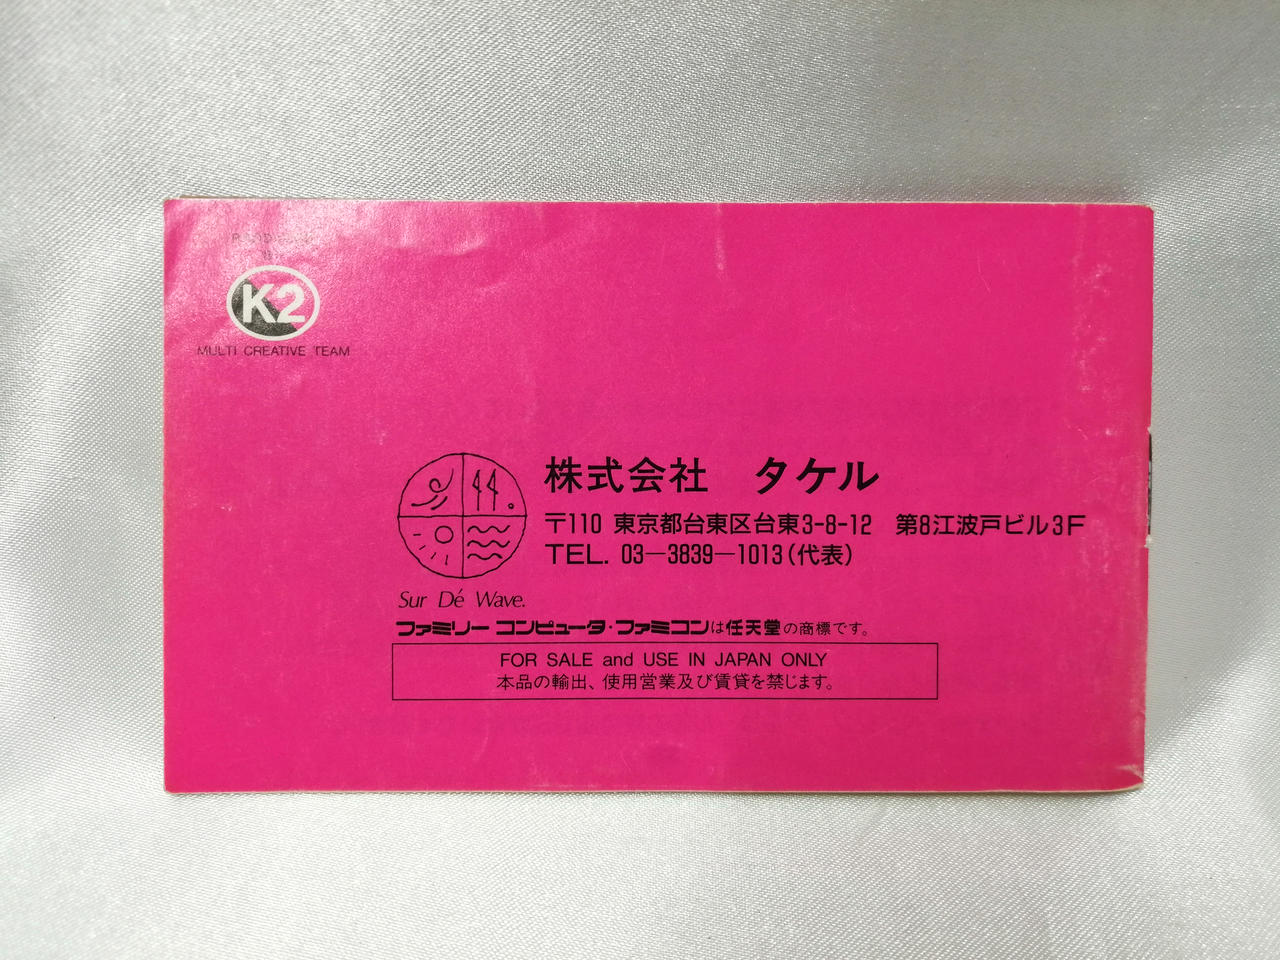 K2
MULTI CREATIVE TEAM
株式会社 タケル
〒110 東京都台東区台東3-8-12 第8江波戸ビル3F
TEL. 03—3839—1013(代表)
Sur Dé Wave.
ファミリー コンピュータ・ファミコンは任天堂の商標です。
FOR SALE and USE IN JAPAN ONLY
本品の輸出、使用営業及び賃貸を禁じます。